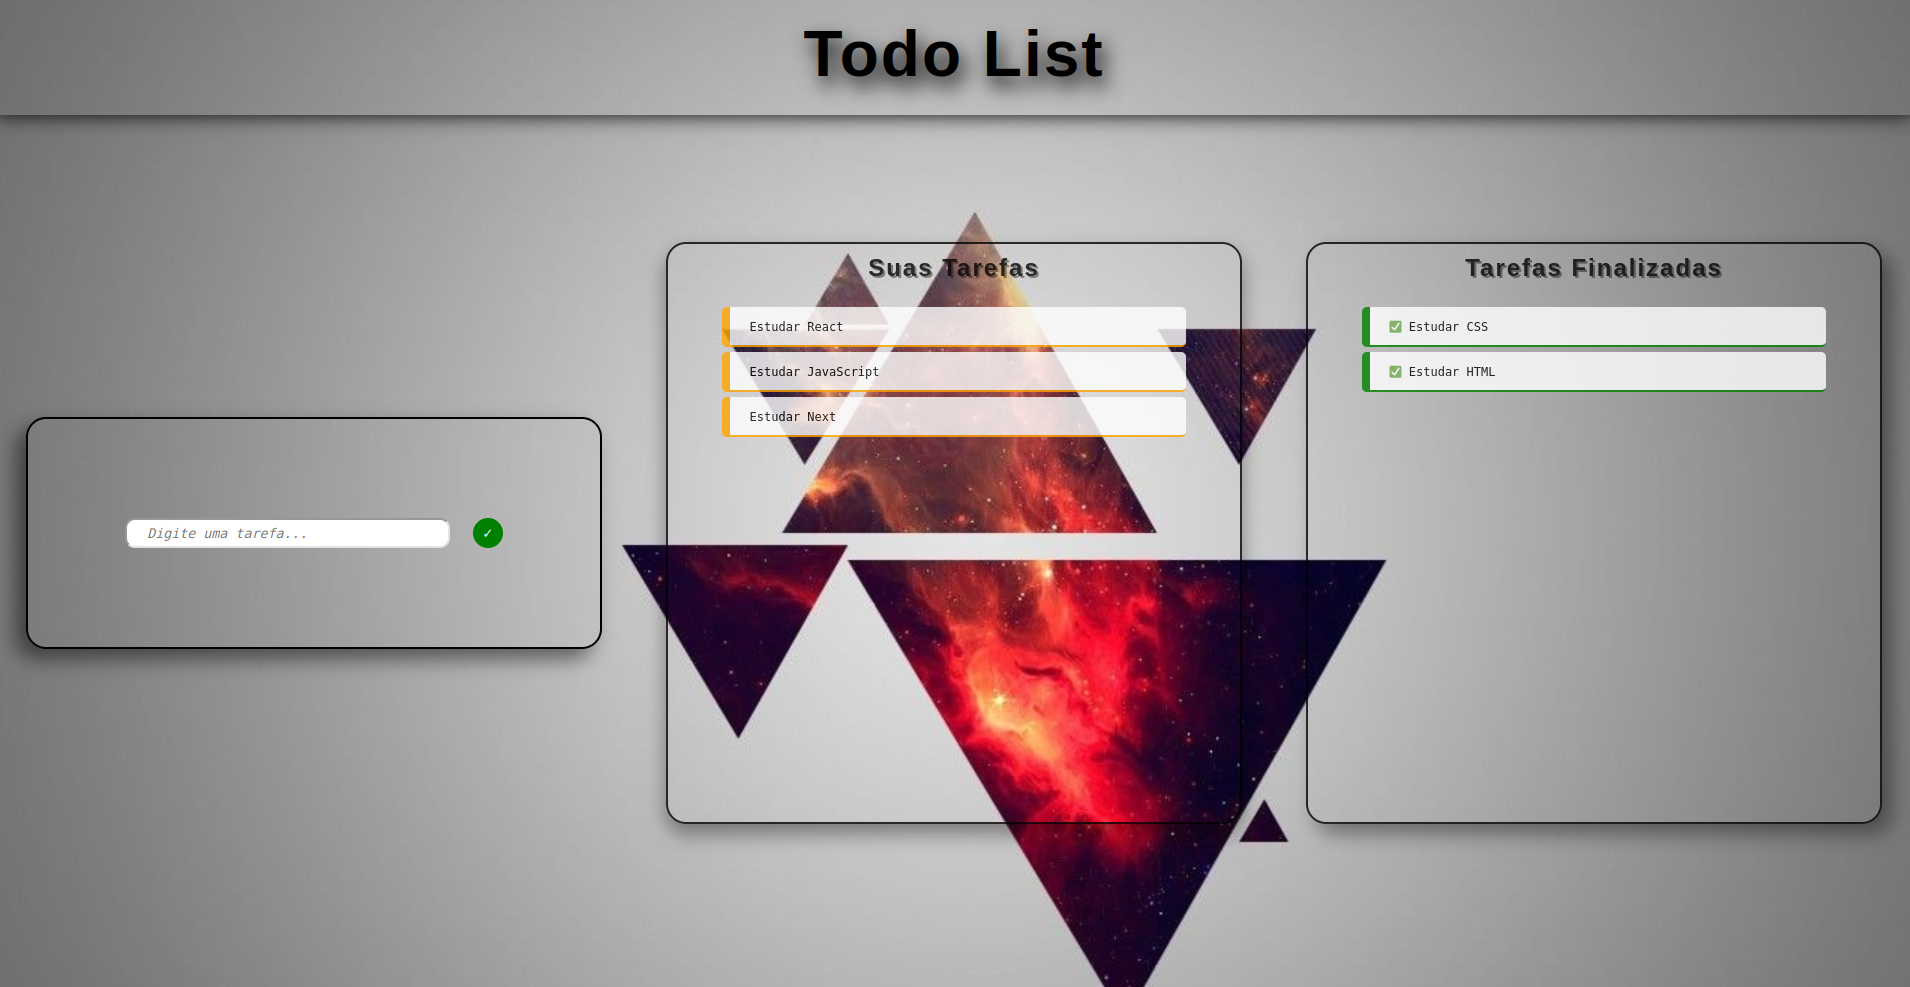 Todo List
Digite uma tarefa...
✓
Suas Tarefas
Estudar React
Estudar JavaScript
Estudar Next
Tarefas Finalizadas
✅ Estudar CSS
✅ Estudar HTML